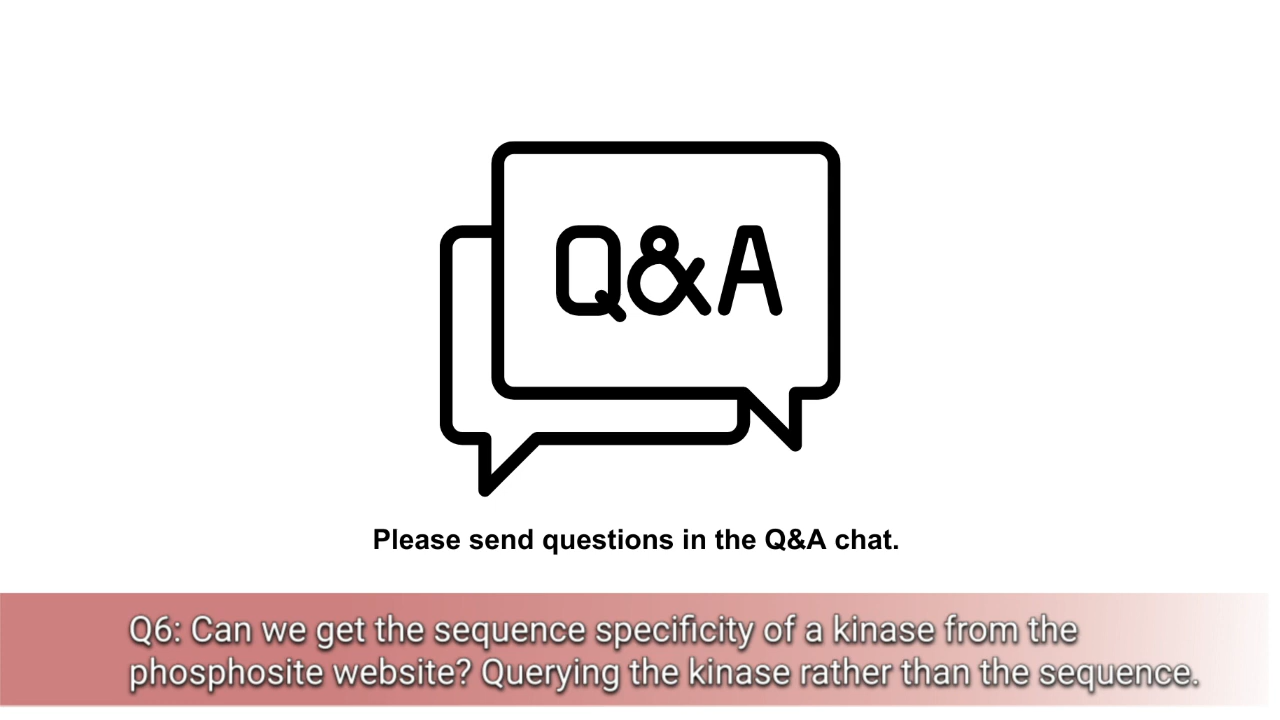 Q&A
Please send questions in the Q&A chat.
Q6: Can we get the sequence specificity of a kinase from the
phosphosite website? Querying the kinase rather than the sequence.